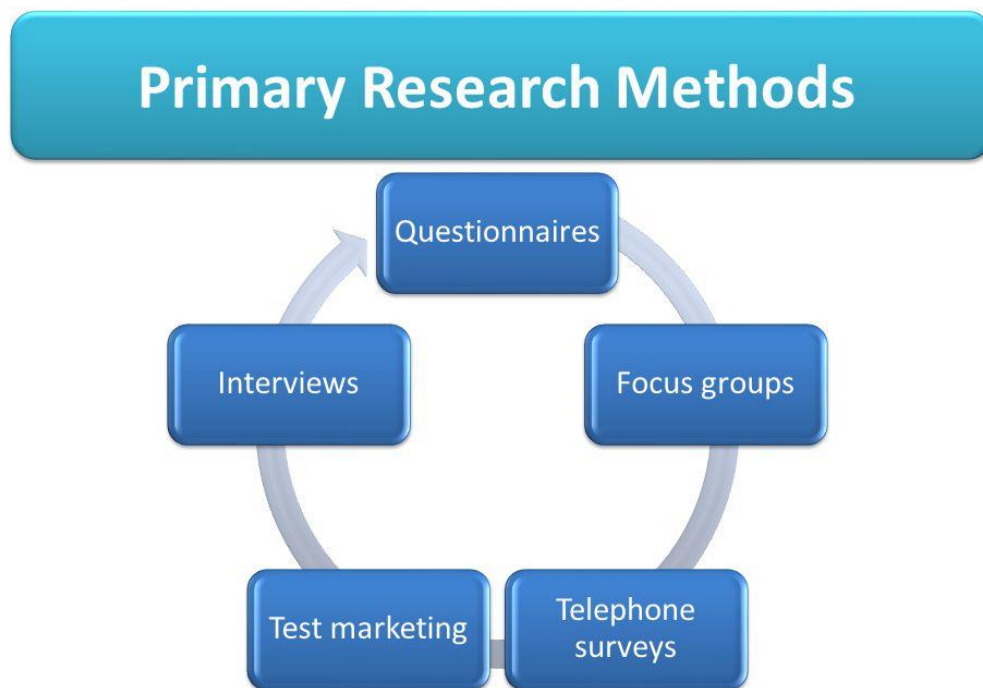 Primary Research Methods
Questionnaires
Focus groups
Telephone
surveys
Test marketing
Interviews